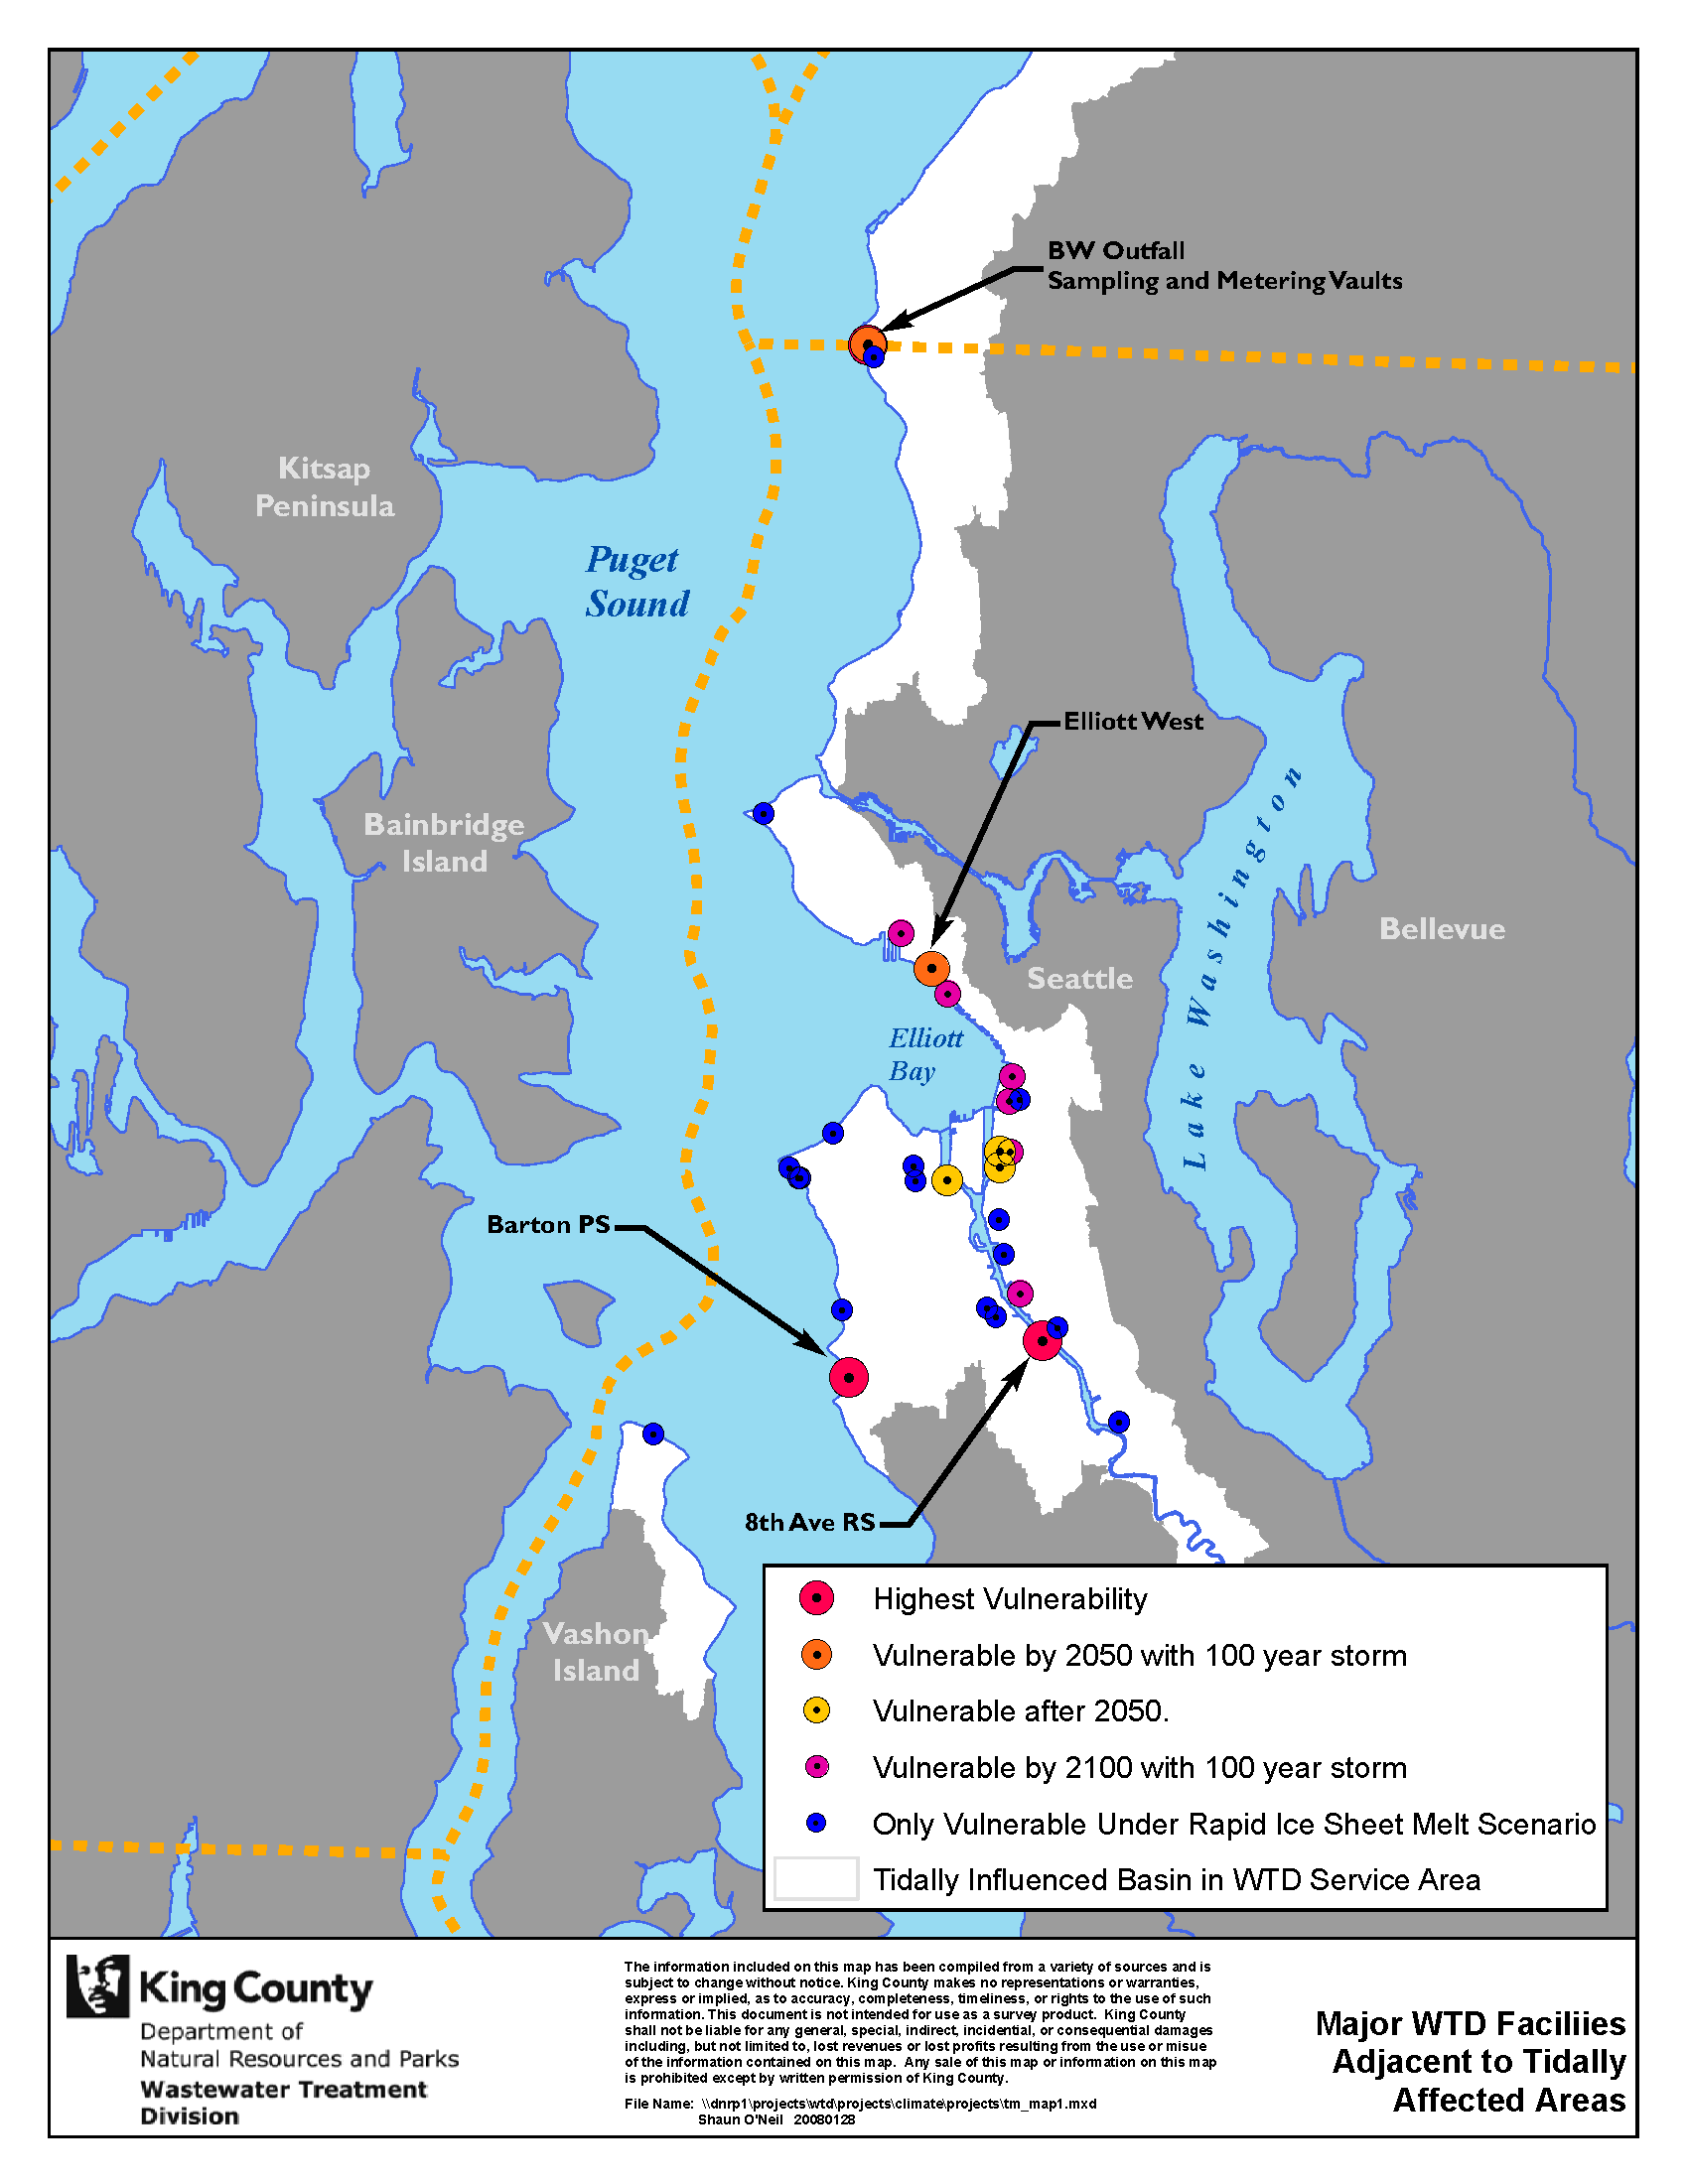 BW Outfall
Sampling and Metering Vaults
Kitsap
Peninsula
Puget
Sound
Elliott West
Lake Washington
Bainbridge
Island
Bellevue
Seattle
Elliott
Bay
Barton PS
8th Ave RS
Vashon
Island
Highest Vulnerability
Vulnerable by 2050 with 100 year storm
Vulnerable after 2050.
Vulnerable by 2100 with 100 year storm
Only Vulnerable Under Rapid Ice Sheet Melt Scenario
Tidally Influenced Basin in WTD Service Area
King County
Department of
Natural Resources and Parks
Wastewater Treatment
Division
The information included on this map has been compiled from a variety of sources and is
subject to change without notice. King County makes no representations or warranties,
express or implied, as to accuracy, completeness, timeliness, or rights to the use of such
information. This document is not intended for use as a survey product. King County
shall not be liable for any general, special, indirect, incidental, or consequential damages
including, but not limited to, lost revenues or lost profits resulting from the use or misue
of the information contained on this map. Any sale of this map or information on this map
is prohibited except by written permission of King County.
File Name: \\dnrp1\projects\wtd\projects\climate\projects\tm_map1.mxd
Shaun O'Neil 20080128
Major WTD Faciliies
Adjacent to Tidally
Affected Areas